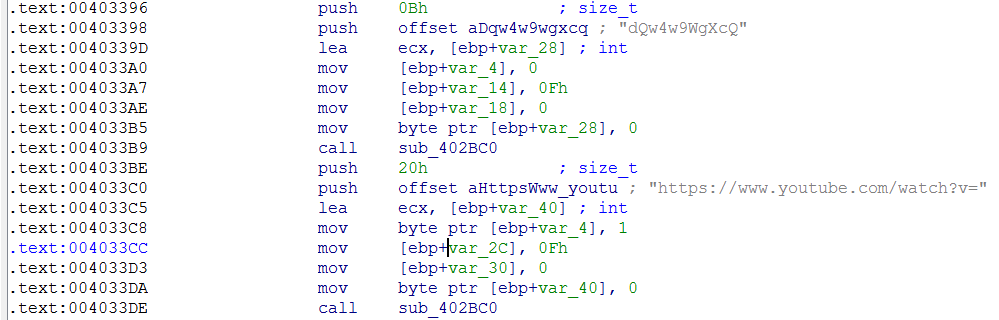 .text:00403396 push 0Bh ; size_t
.text:00403398 push offset aDqw4w9wgxcq ; "dQw4w9WgXcQ"
.text:0040339D lea ecx, [ebp+var_28] ; int
.text:004033A0 mov [ebp+var_4], 0
.text:004033A7 mov [ebp+var_14], 0Fh
.text:004033AE mov [ebp+var_18], 0
.text:004033B5 mov byte ptr [ebp+var_28], 0
.text:004033B9 call sub_402BC0
.text:004033BE push 20h ; size_t
.text:004033C0 push offset aHttpsWww_youtu ; "https://www.youtube.com/watch?v="
.text:004033C5 lea ecx, [ebp+var_40] ; int
.text:004033C8 mov byte ptr [ebp+var_4], 1
.text:004033CC mov [ebp+var_2C], 0Fh
.text:004033D3 mov [ebp+var_30], 0
.text:004033DA mov byte ptr [ebp+var_40], 0
.text:004033DE call sub_402BC0